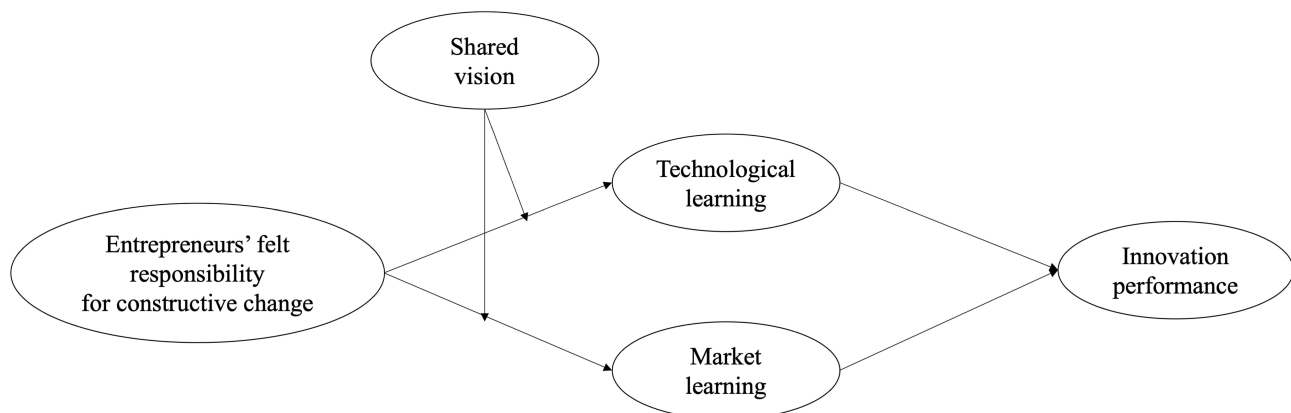 Shared
vision
Technological
learning
Entrepreneurs’ felt
responsibility
for constructive change
Innovation
performance
Market
learning